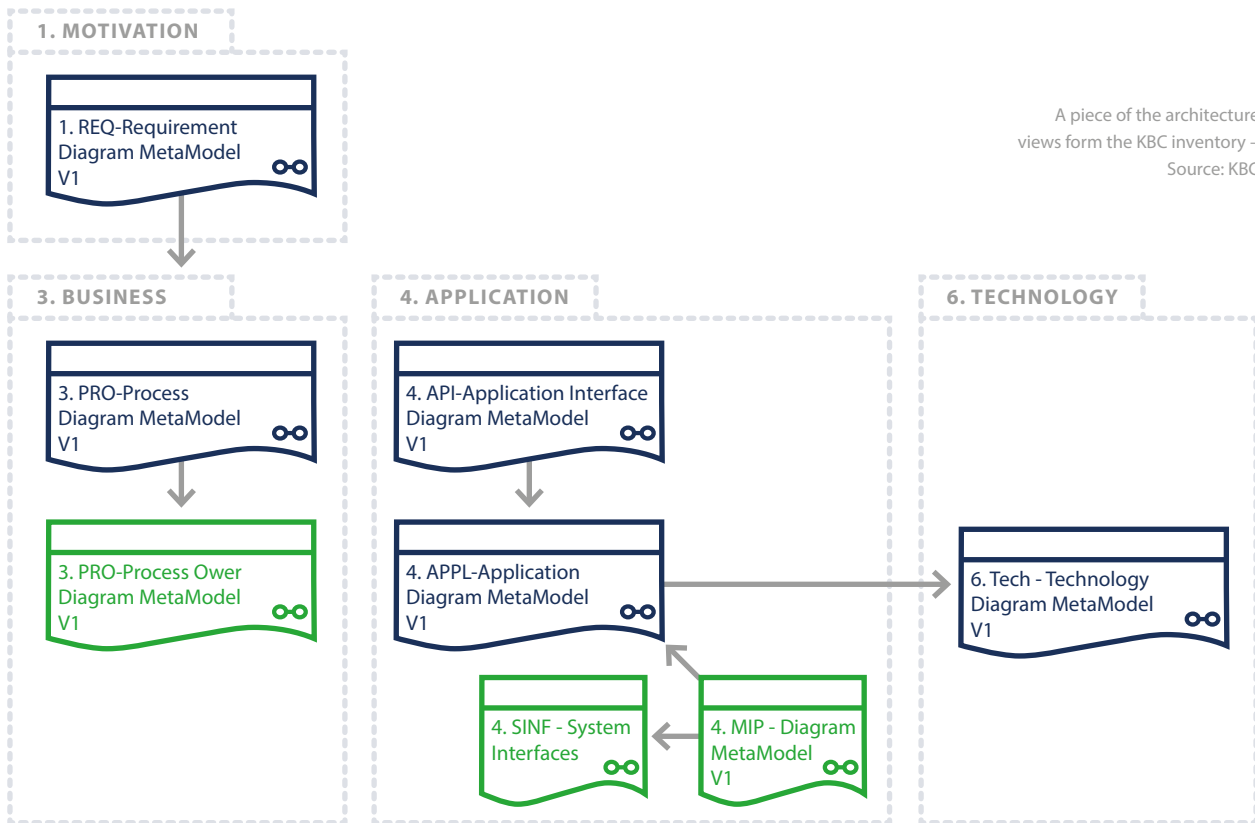 1. MOTIVATION
1. REQ-Requirement
Diagram MetaModel
V1
A piece of the architecture
views form the KBC inventory -
Source: KBC
3. BUSINESS
3. PRO-Process
Diagram MetaModel
V1
3. PRO-Process Ower
Diagram MetaModel
V1
4. APPLICATION
4. API-Application Interface
Diagram MetaModel
V1
4. APPL-Application
Diagram MetaModel
V1
4. SINF - System
Interfaces
4. MIP - Diagram
MetaModel
V1
6. TECHNOLOGY
6. Tech - Technology
Diagram MetaModel
V1